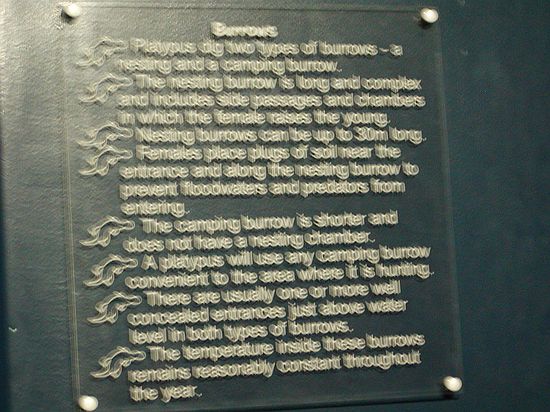 Burrows
Platypus dig two types of burrows - a
nesting and a camping burrow.
The nesting burrow is long and complex
and includes side passages and chambers
in which the female raises the young.
Nesting burrows can be up to 30m long.
Females place plugs of soil near the
entrance and along the nesting burrow to
prevent floodwaters and predators from
entering.
The camping burrow is shorter and
does not have a nesting chamber.
A platypus will use any camping burrow
convenient to the area where it is hunting.
There are usually one or more well
concealed entrances just above water
level in both types of burrows.
The temperature inside these burrows
remains reasonably constant throughout
the year.